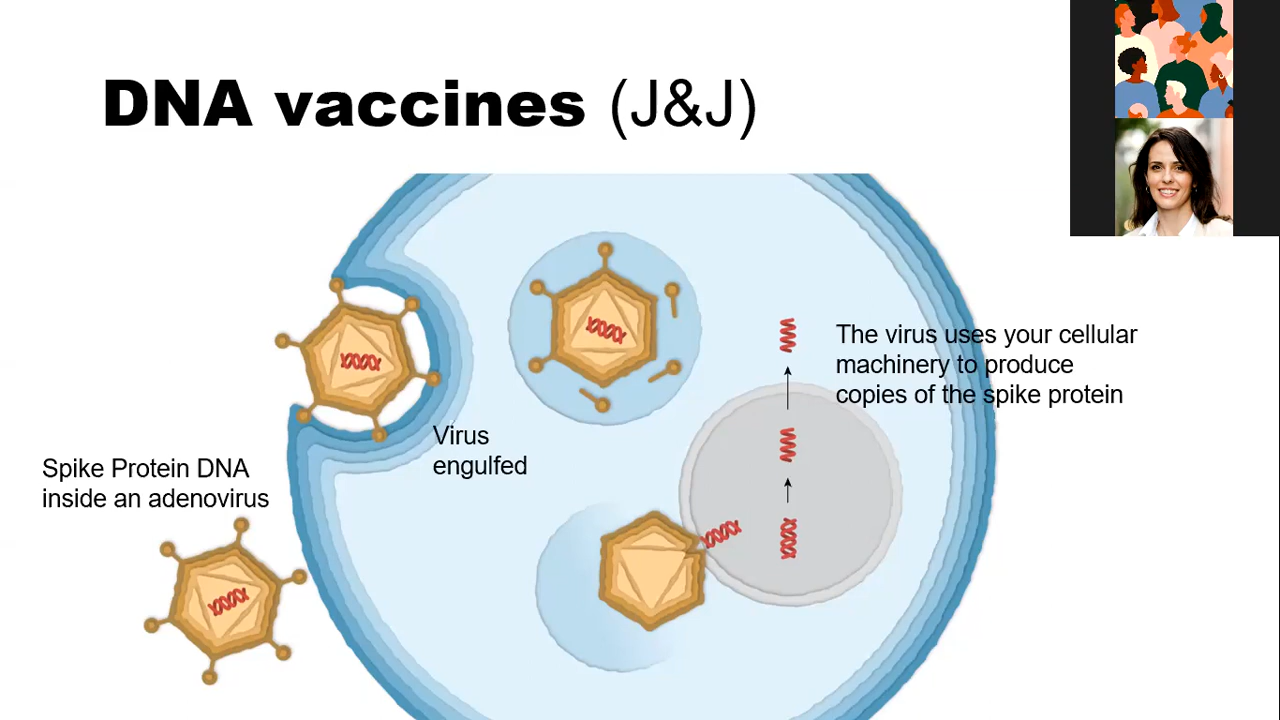 DNA vaccines (J&J)
The virus uses your cellular
machinery to produce
copies of the spike protein
Virus
engulfed
Spike Protein DNA
inside an adenovirus